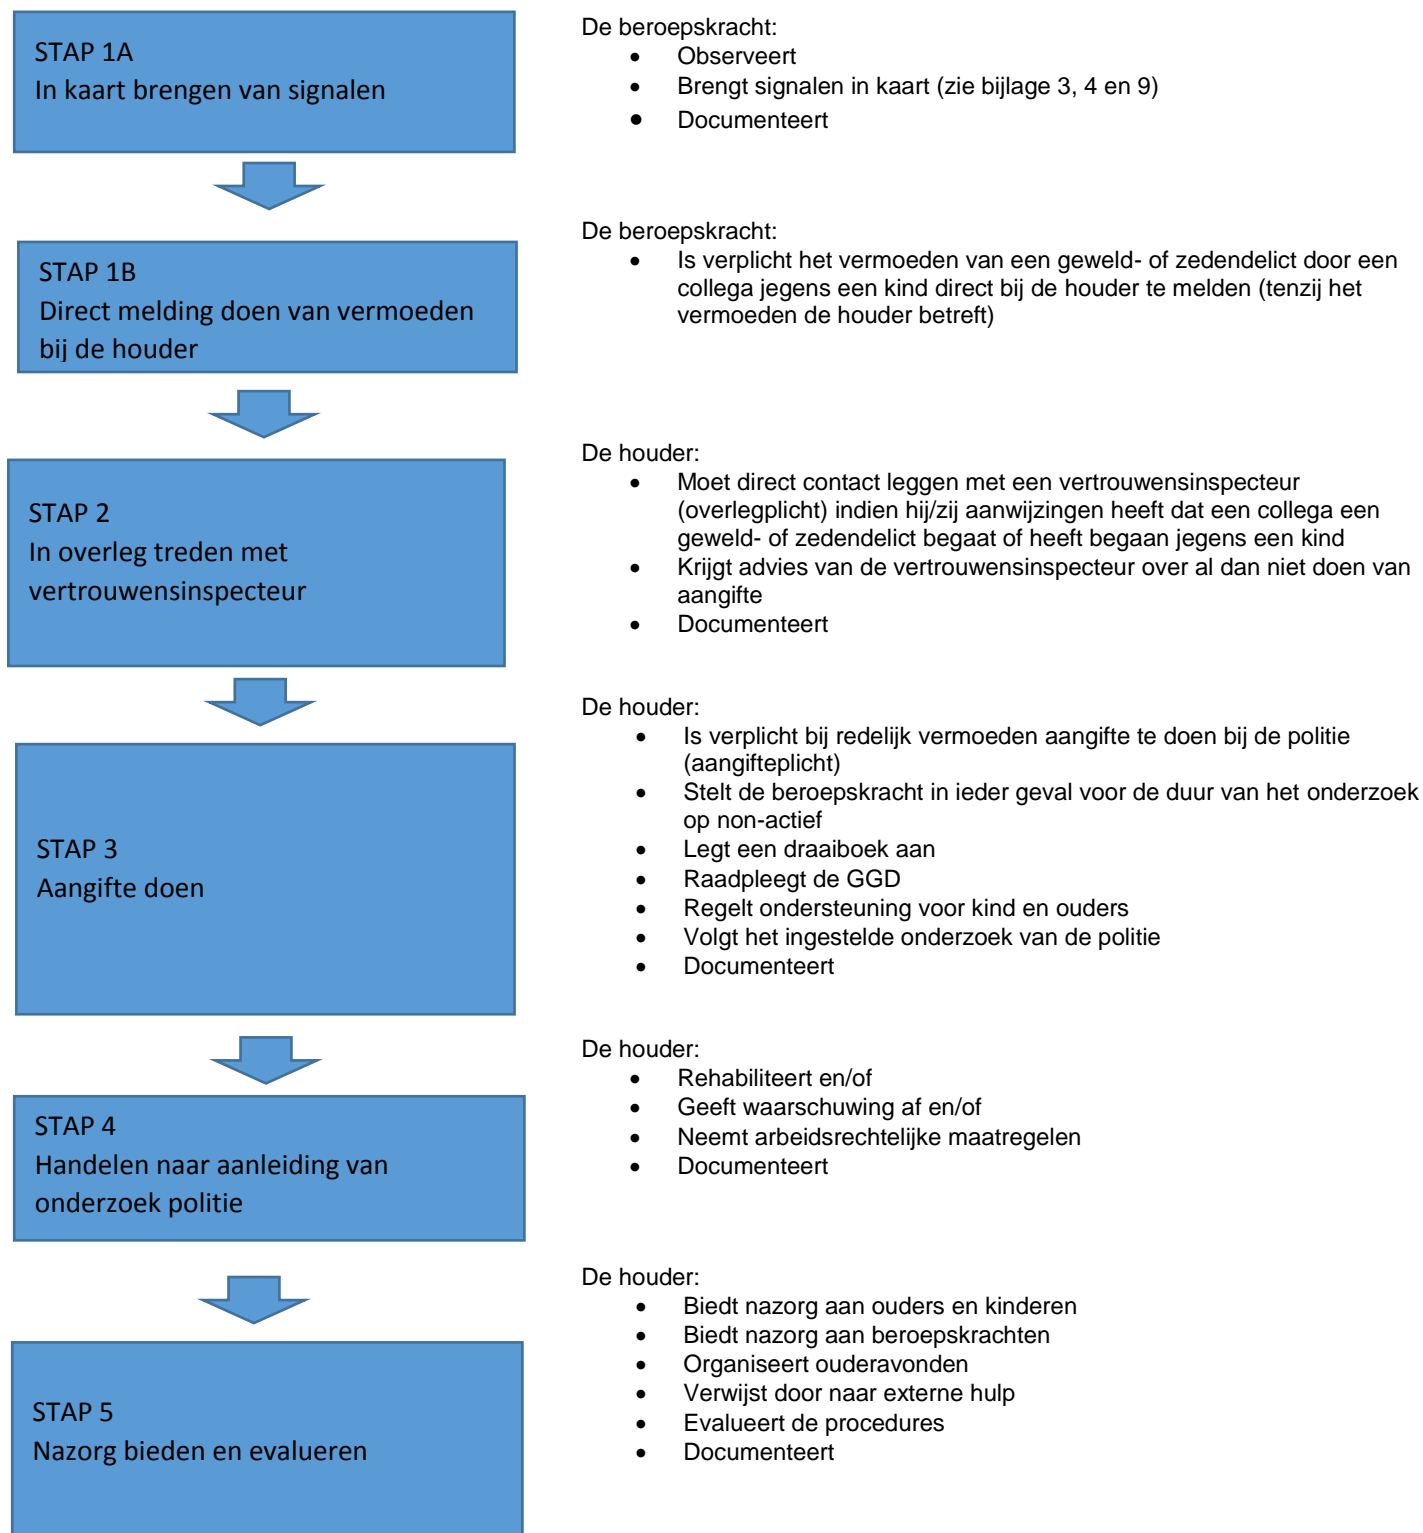 STAP 1A
In kaart brengen van signalen
De beroepskracht:
• Observeert
• Brengt signalen in kaart (zie bijlage 3, 4 en 9)
• Documenteert
STAP 1B
Direct melding doen van vermoeden
bij de houder
De beroepskracht:
• Is verplicht het vermoeden van een geweld- of zedendelict door een
collega jegens een kind direct bij de houder te melden (tenzij het
vermoeden de houder betreft)
STAP 2
In overleg treden met
vertrouwensinspecteur
De houder:
• Moet direct contact leggen met een vertrouwensinspecteur
(overlegplicht) indien hij/zij aanwijzingen heeft dat een collega een
geweld- of zedendelict begaat of heeft begaan jegens een kind
• Krijgt advies van de vertrouwensinspecteur over al dan niet doen van
aangifte
• Documenteert
STAP 3
Aangifte doen
De houder:
• Is verplicht bij redelijk vermoeden aangifte te doen bij de politie
(aangifteplicht)
• Stelt de beroepskracht in ieder geval voor de duur van het onderzoek
op non-actief
• Legt een draaiboek aan
• Raadpleegt de GGD
• Regelt ondersteuning voor kind en ouders
• Volgt het ingestelde onderzoek van de politie
• Documenteert
STAP 4
Handelen naar aanleiding van
onderzoek politie
De houder:
• Rehabiliteert en/of
• Geeft waarschuwing af en/of
• Neemt arbeidsrechtelijke maatregelen
• Documenteert
STAP 5
Nazorg bieden en evalueren
De houder:
• Biedt nazorg aan ouders en kinderen
• Biedt nazorg aan beroepskrachten
• Organiseert ouderavonden
• Verwijst door naar externe hulp
• Evalueert de procedures
• Documenteert